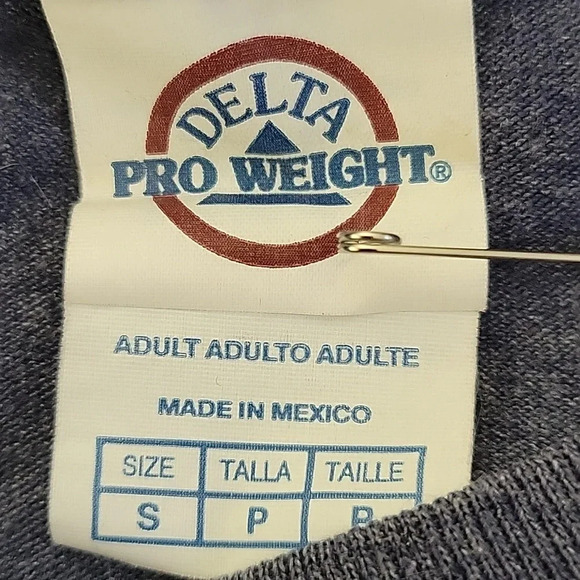 DELTA
PRO WEIGHT®
ADULT ADULTO ADULTE
MADE IN MEXICO
SIZE TALLA TAILLE
S P P